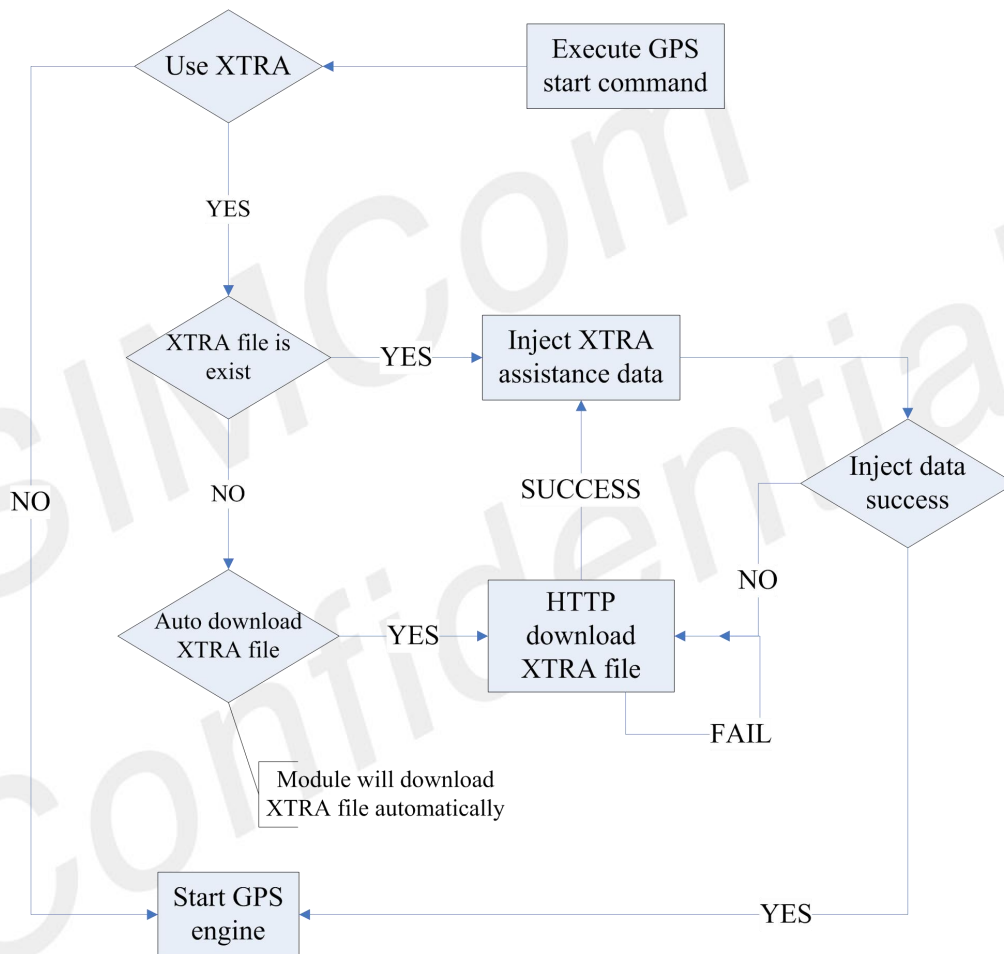 Use XTRA
Execute GPS
start command
YES
XTRA file is
exist
YES
Inject XTRA
assistance data
Inject data
success
NO
NO
SUCCESS
NO
Auto download
XTRA file
YES
HTTP
download
XTRA file
FAIL
Module will download
XTRA file automatically
Start GPS
engine
YES
SIMCom
Confidential